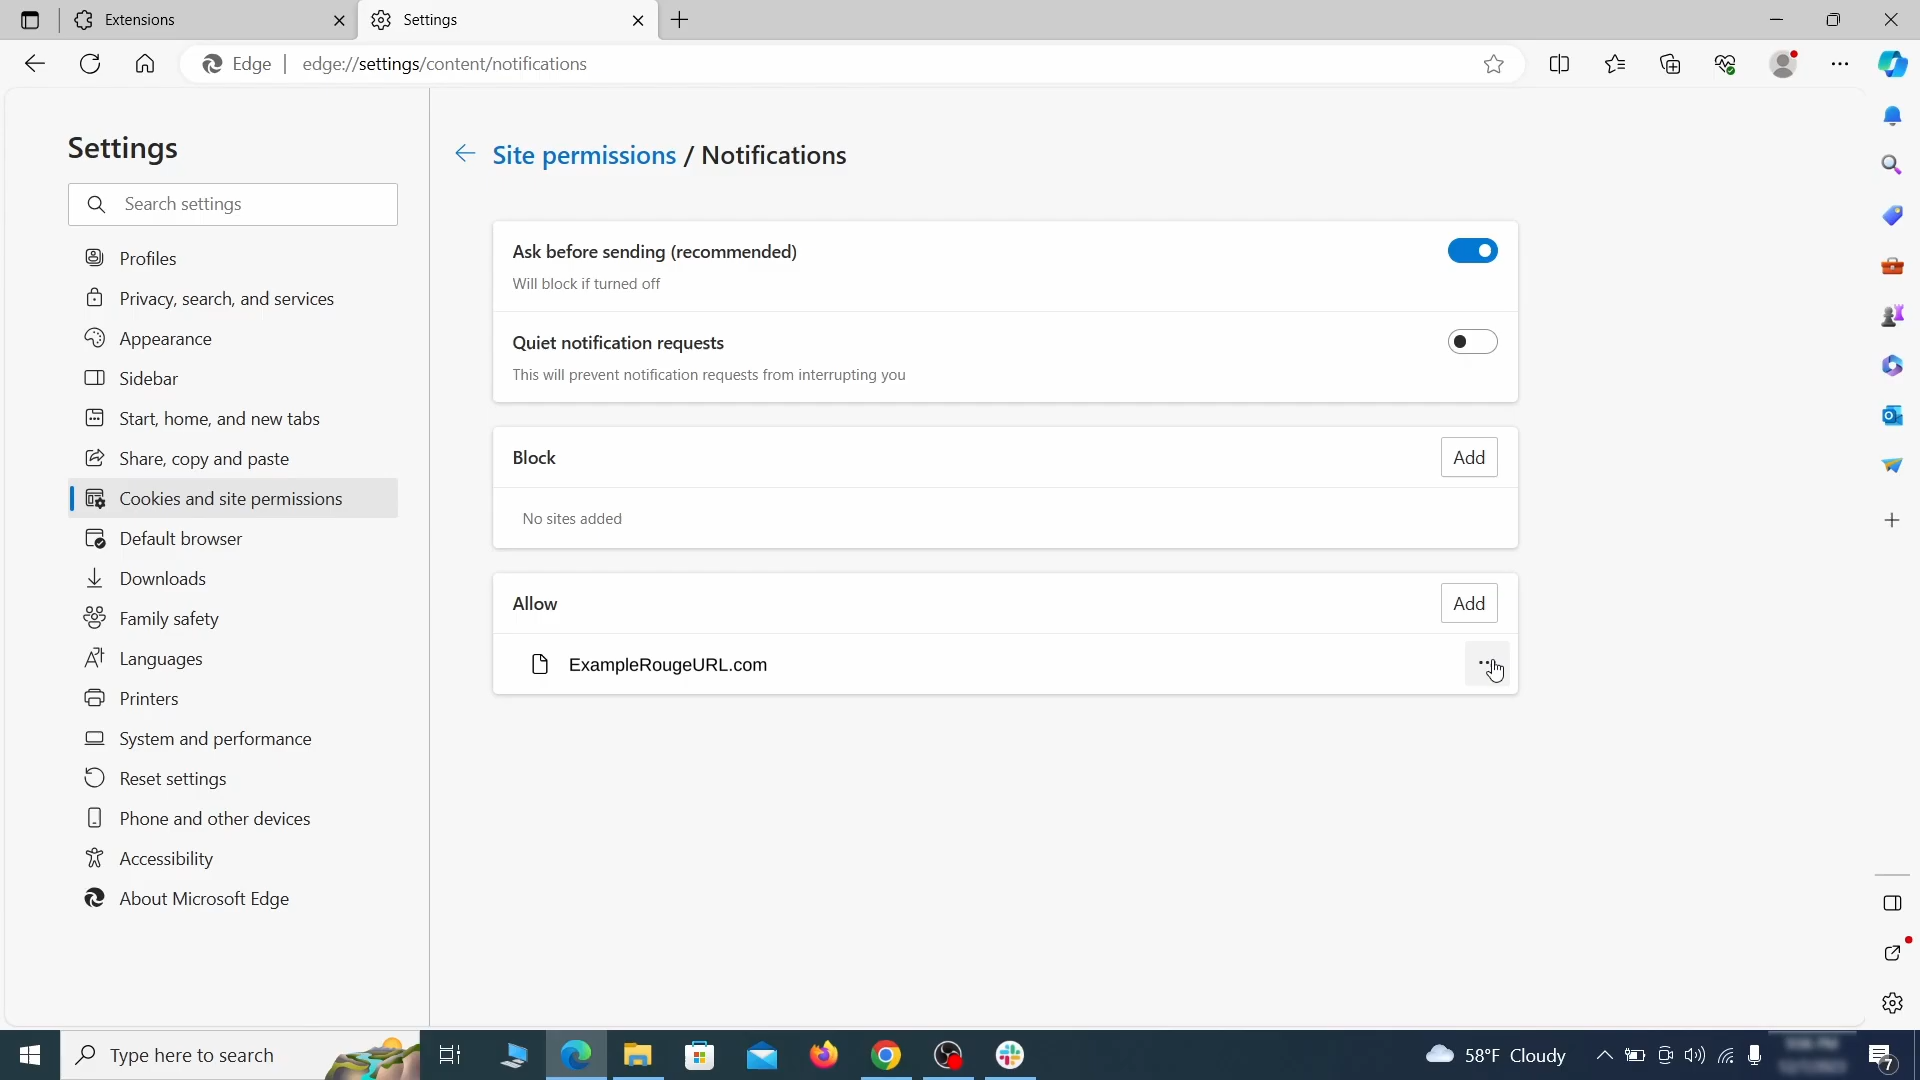 Extensions
Settings
Edge
edge://settings/content/notifications
Settings
Search settings
Profiles
Privacy, search, and services
Appearance
Sidebar
Start, home, and new tabs
Share, copy and paste
Cookies and site permissions
Default browser
Downloads
Family safety
Languages
Printers
System and performance
Reset settings
Phone and other devices
Accessibility
About Microsoft Edge
Site permissions / Notifications
Ask before sending (recommended)
Will block if turned off
Quiet notification requests
This will prevent notification requests from interrupting you
Block
Add
No sites added
Allow
Add
ExampleRougeURL.com
Type here to search
58°F Cloudy
7